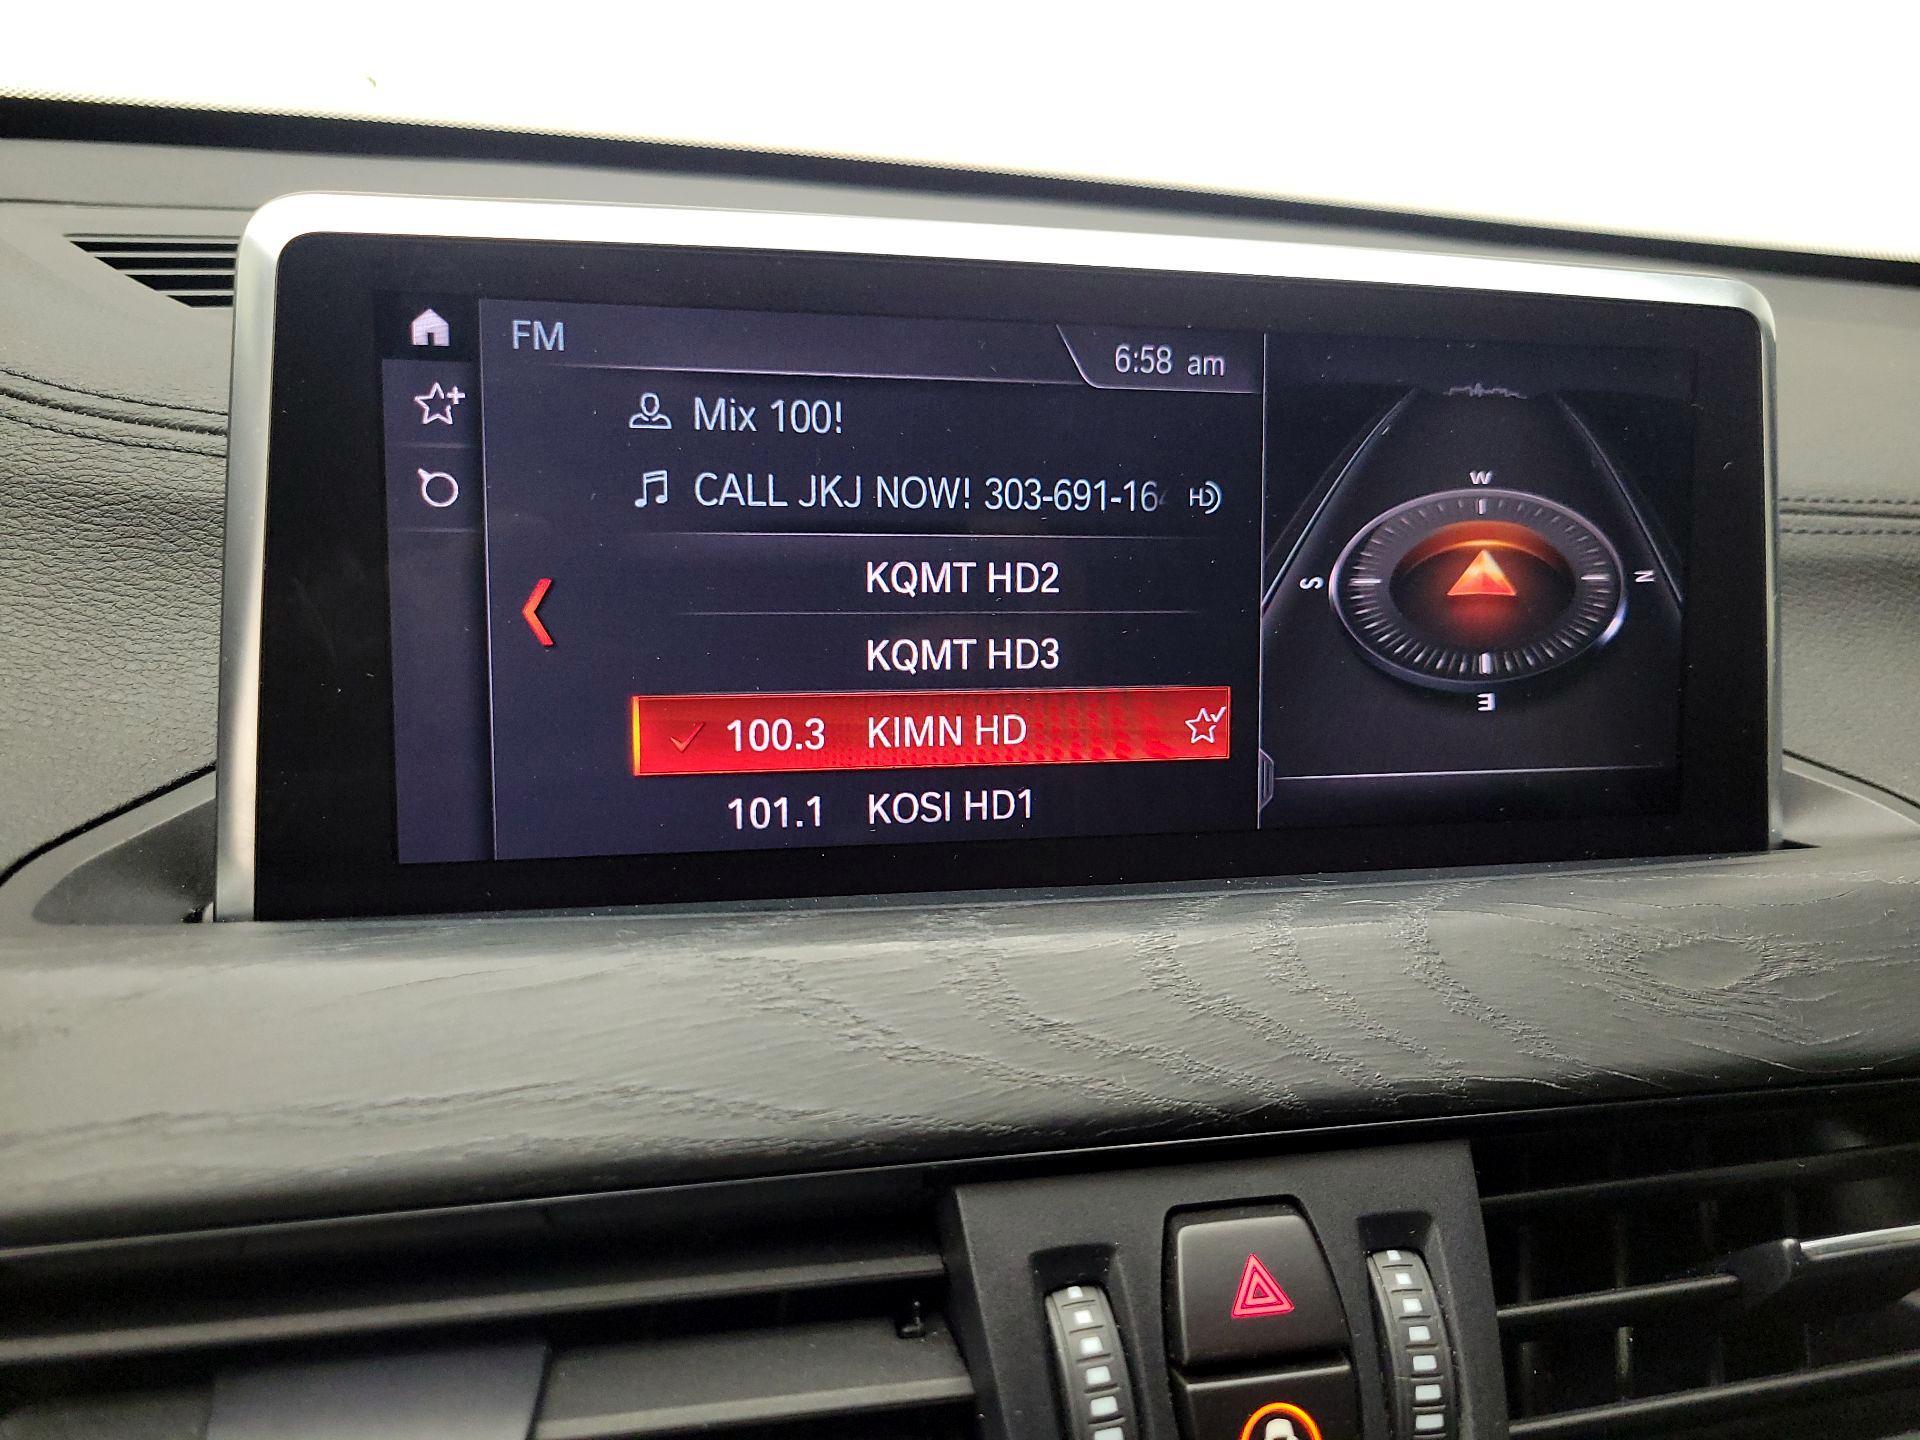 FM
6:58 am
Mix 100!
CALL JKJ NOW! 303-691-16
HD
KQMT HD2
KQMT HD3
100.3 KIMN HD
101.1 KOSI HD1
W
S
N
E